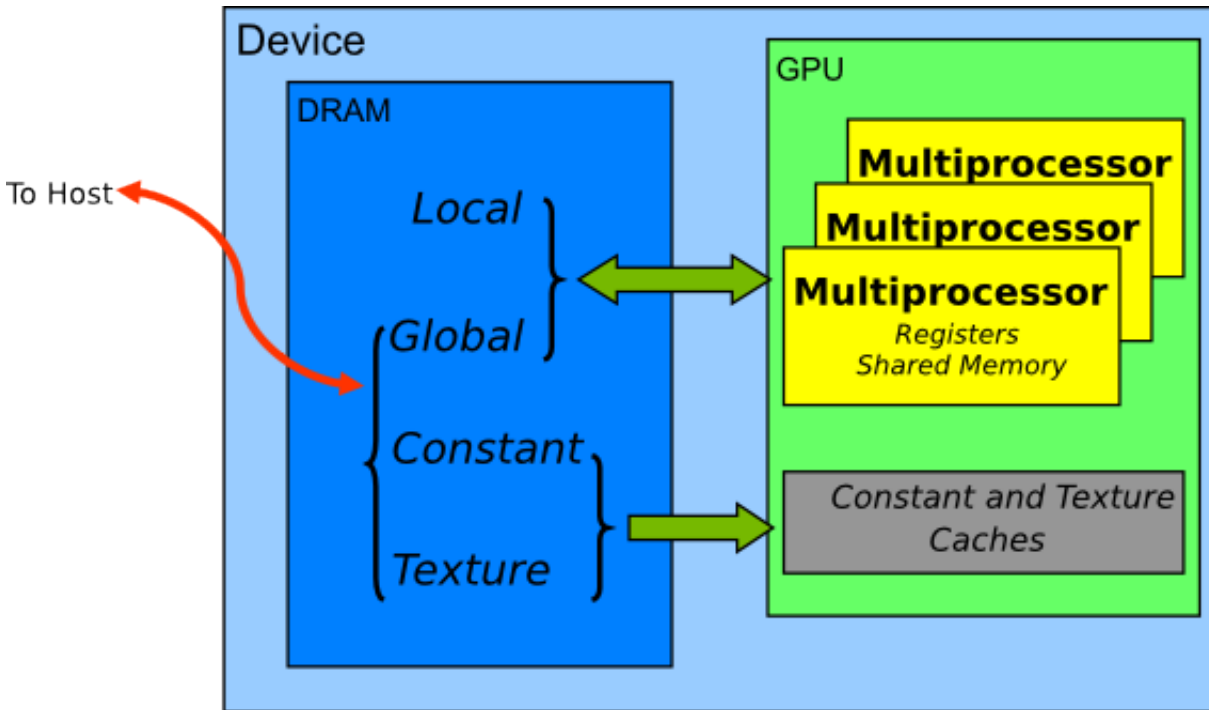 Device
DRAM
To Host
Local
Global
Constant
Texture
GPU
Multiprocessor
Multiprocessor
Multiprocessor
Registers
Shared Memory
Constant and Texture
Caches